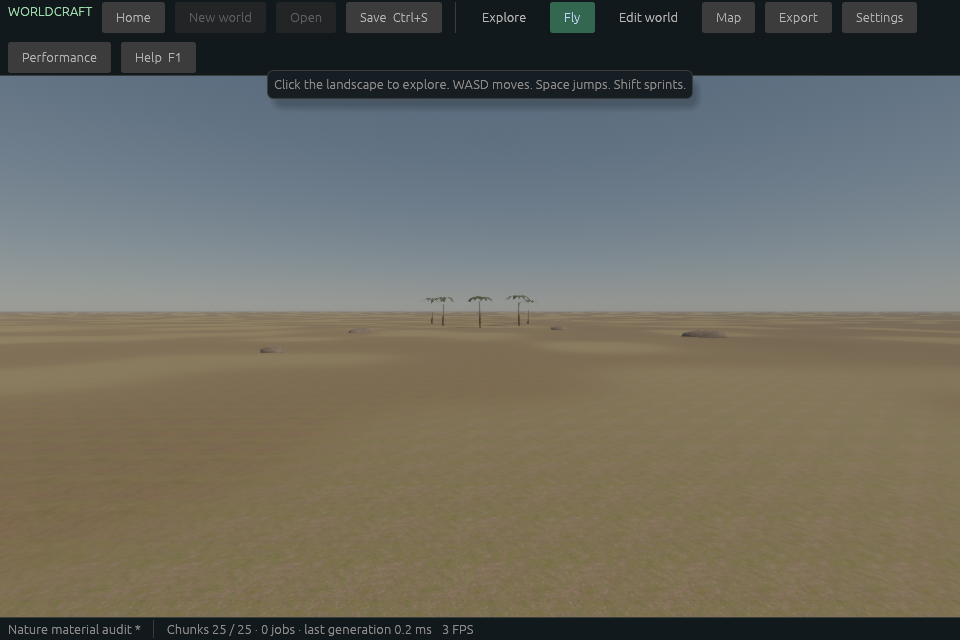 WORLDCRAFT Home New world Open Save Ctrl+S Explore Fly Edit world Map Export Settings
Performance Help F1
Click the landscape to explore. WASD moves. Space jumps. Shift sprints.
Nature material audit * Chunks 25 / 25 · 0 jobs · last generation 0.2 ms 3 FPS